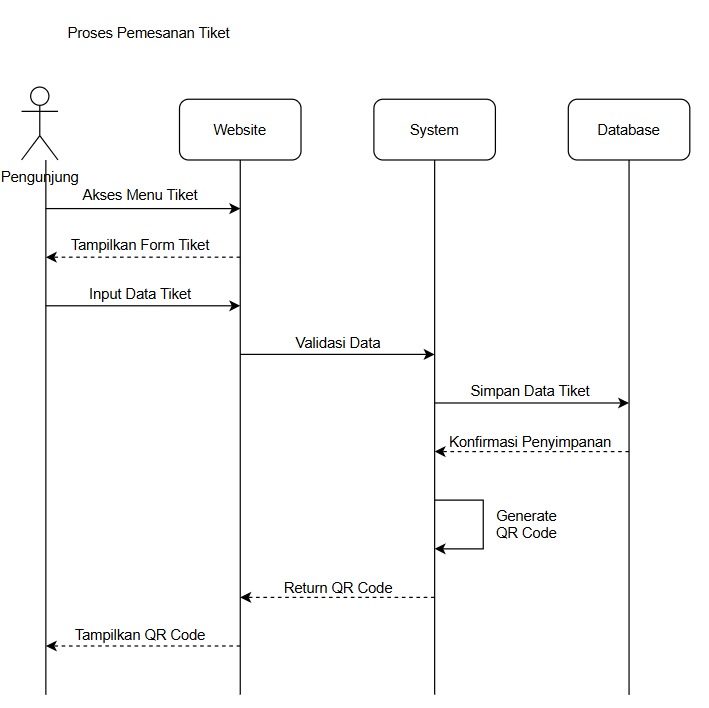 Proses Pemesanan Tiket
Website
System
Database
Pengunjung
Akses Menu Tiket
Tampilkan Form Tiket
Input Data Tiket
Validasi Data
Simpan Data Tiket
Konfirmasi Penyimpanan
Generate
QR Code
Return QR Code
Tampilkan QR Code